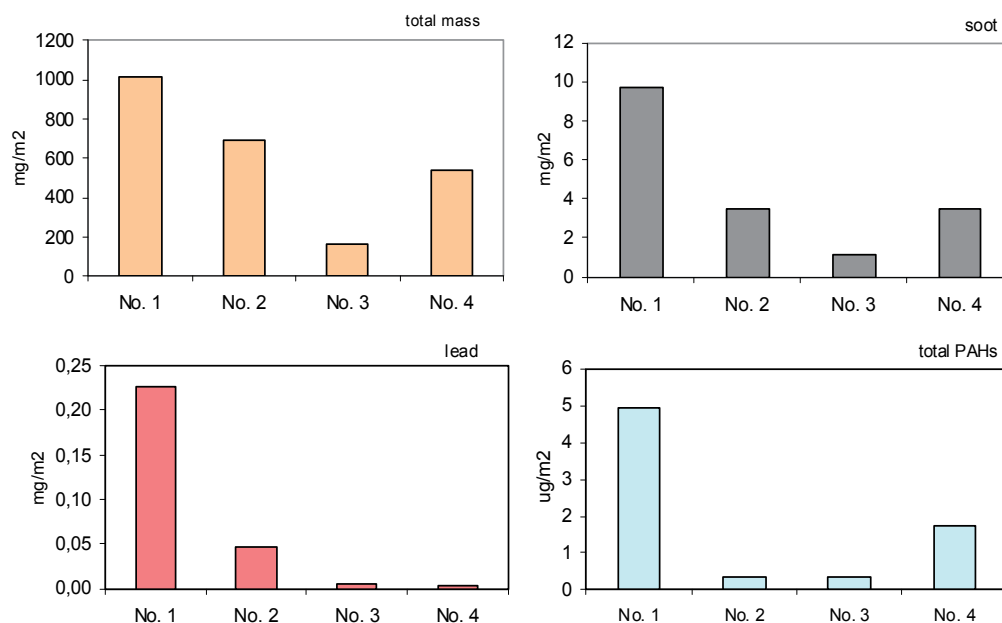 total mass
1200
1000
800
600
400
200
0
mg/m2
No. 1 No. 2 No. 3 No. 4
soot
12
10
8
6
4
2
0
mg/m2
No. 1 No. 2 No. 3 No. 4
lead
0,25
0,20
0,15
0,10
0,05
0,00
mg/m2
No. 1 No. 2 No. 3 No. 4
total PAHs
6
5
4
3
2
1
0
ug/m2
No. 1 No. 2 No. 3 No. 4